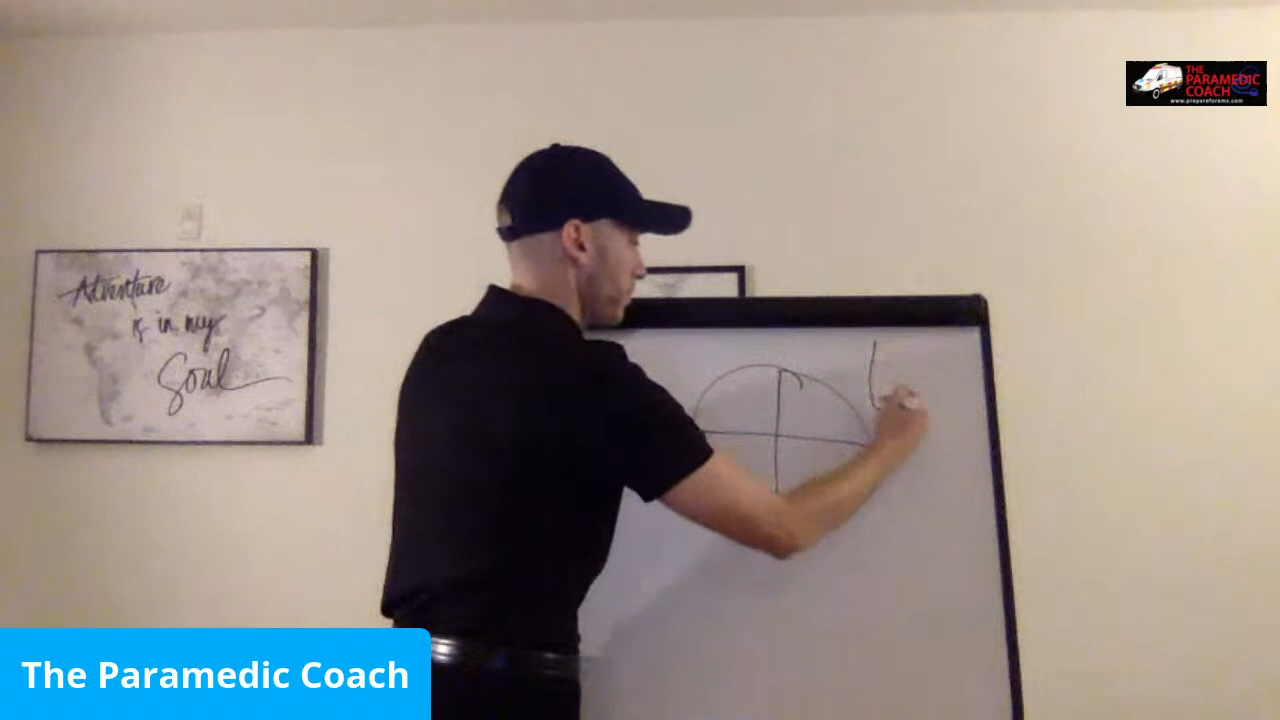 THE
PARAMEDIC
COACH
www.prepareforems.com
Adventure
is in my
Soul
L
The Paramedic Coach